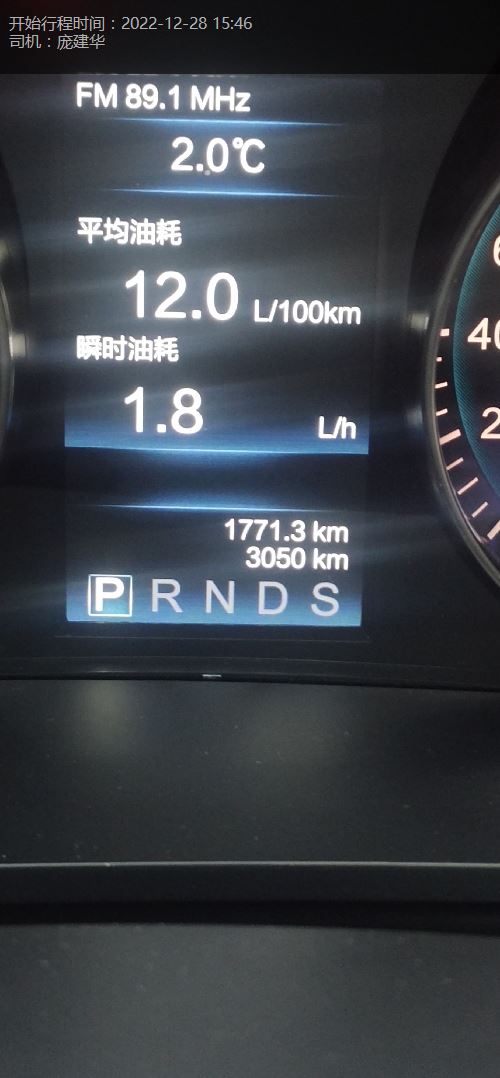 开始行程时间：2022-12-28 15:46
司机：庞建华
FM 89.1 MHz
2.0℃
平均油耗
12.0 L/100km
瞬时油耗
1.8 L/h
1771.3 km
3050 km
P R N D S
40